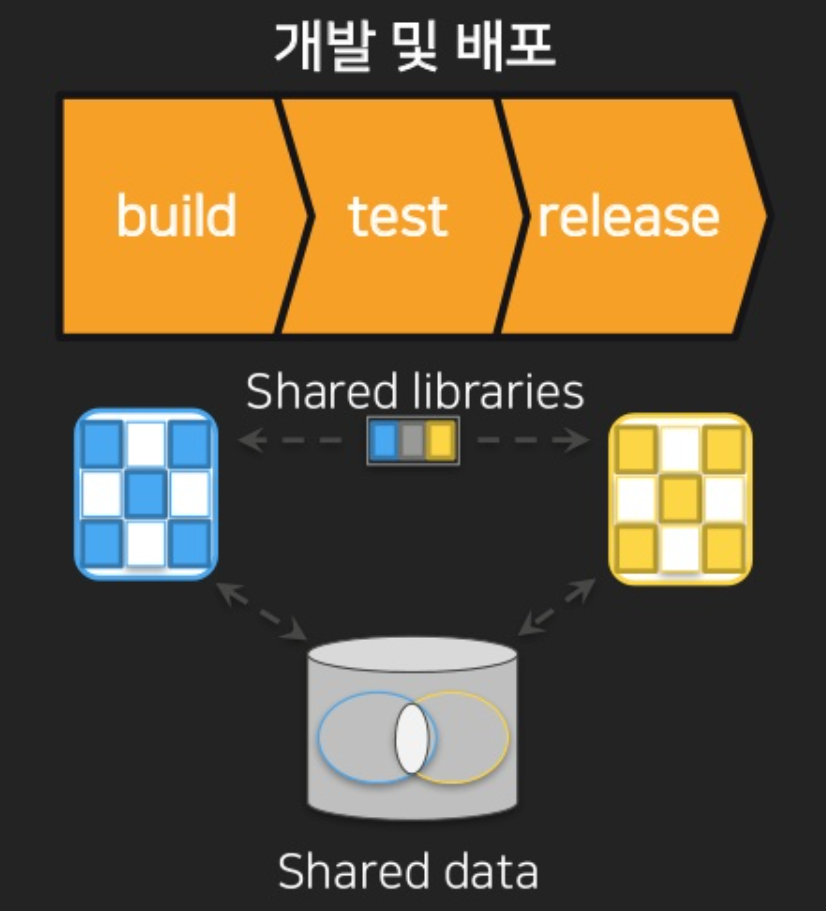 개발 및 배포
build test release
Shared libraries
Shared data